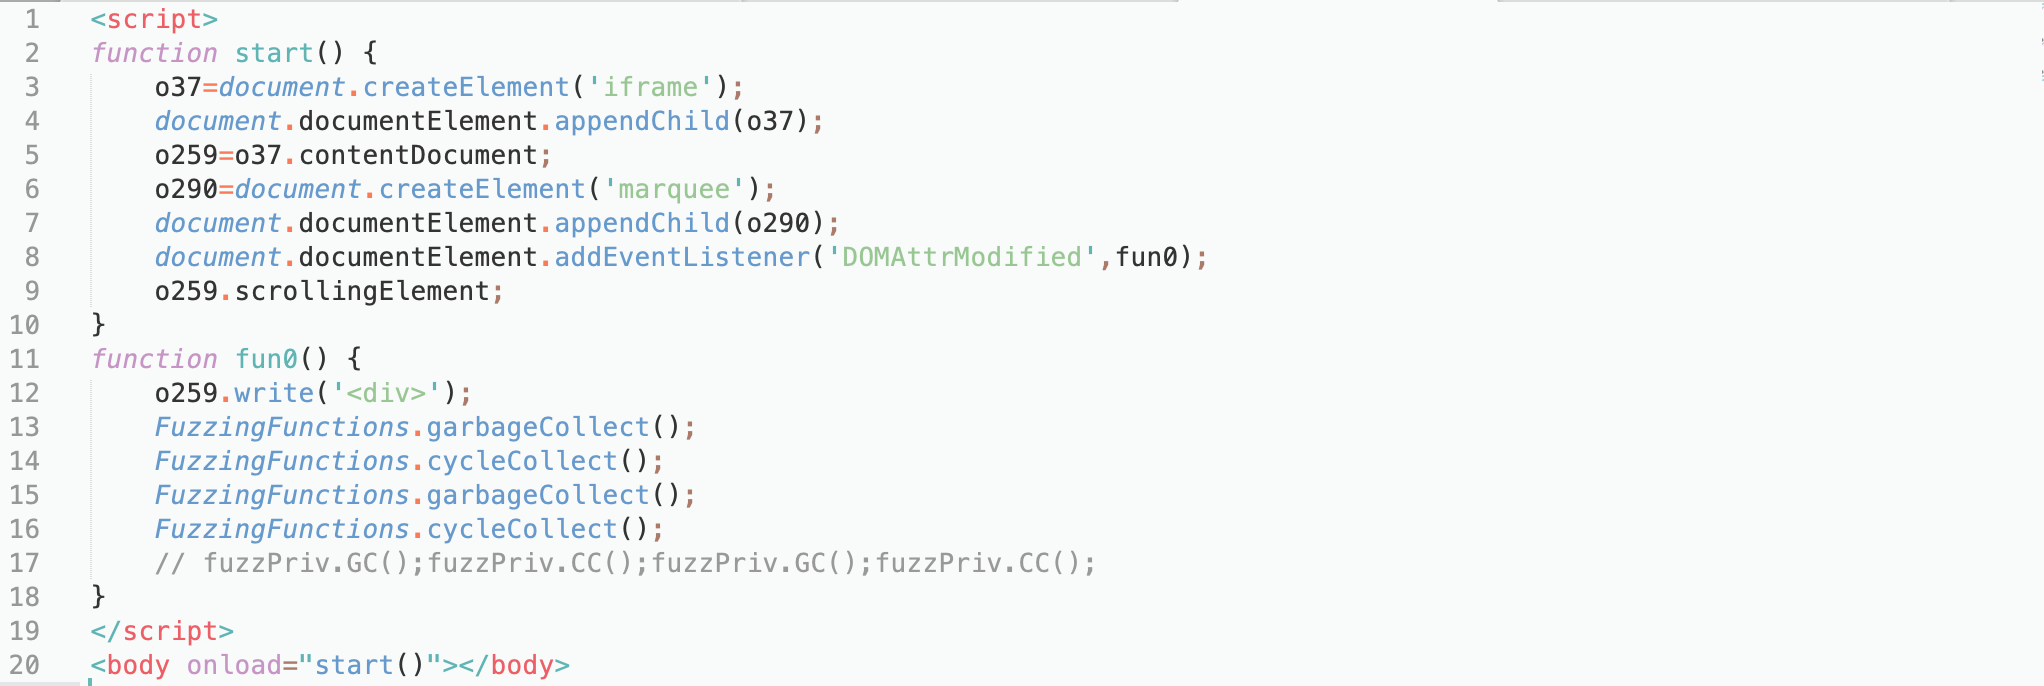 1 <script>
2 function start() {
3 o37=document.createElement('iframe');
4 document.documentElement.appendChild(o37);
5 o259=o37.contentDocument;
6 o290=document.createElement('marquee');
7 document.documentElement.appendChild(o290);
8 document.documentElement.addEventListener('DOMAttrModified',fun0);
9 o259.scrollingElement;
10 }
11 function fun0() {
12 o259.write('<div>');
13 FuzzingFunctions.garbageCollect();
14 FuzzingFunctions.cycleCollect();
15 FuzzingFunctions.garbageCollect();
16 FuzzingFunctions.cycleCollect();
17 // fuzzPriv.GC();fuzzPriv.CC();fuzzPriv.GC();fuzzPriv.CC();
18 }
19 </script>
20 <body onload="start()"></body>